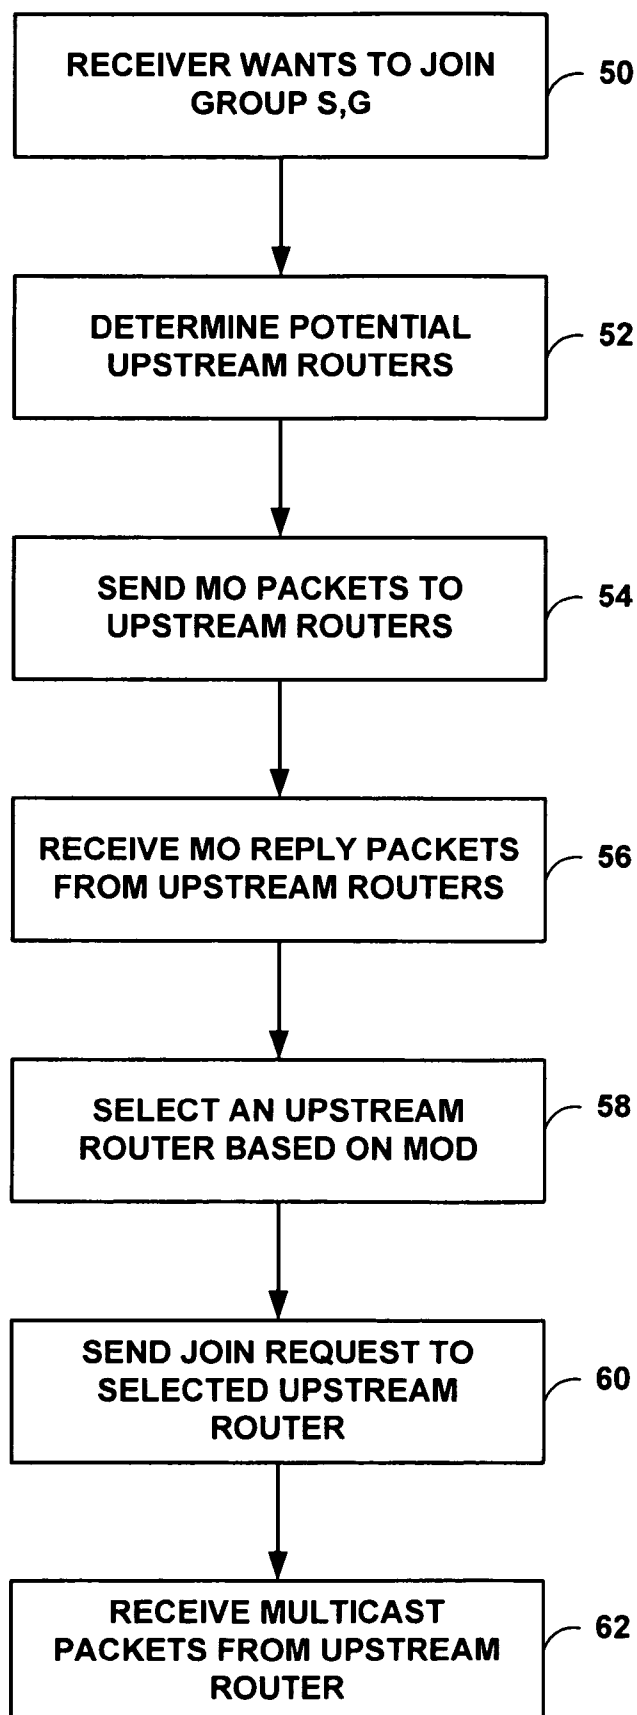 RECEIVER WANTS TO JOIN
GROUP S,G
50
DETERMINE POTENTIAL
UPSTREAM ROUTERS
52
SEND MO PACKETS TO
UPSTREAM ROUTERS
54
RECEIVE MO REPLY PACKETS
FROM UPSTREAM ROUTERS
56
SELECT AN UPSTREAM
ROUTER BASED ON MOD
58
SEND JOIN REQUEST TO
SELECTED UPSTREAM
ROUTER
60
RECEIVE MULTICAST
PACKETS FROM UPSTREAM
ROUTER
62